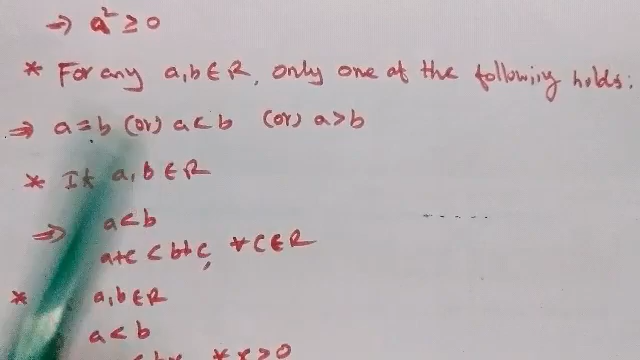 ⇒ a² ≥ 0
* For any a,b ∈ R, only one of the following holds:
⇒ a = b (or) a < b (or) a > b
* If a, b ∈ R
⇒ a < b
a+c < b+c, ∀ c ∈ R
* a, b ∈ R
a < b
∀ x > 0